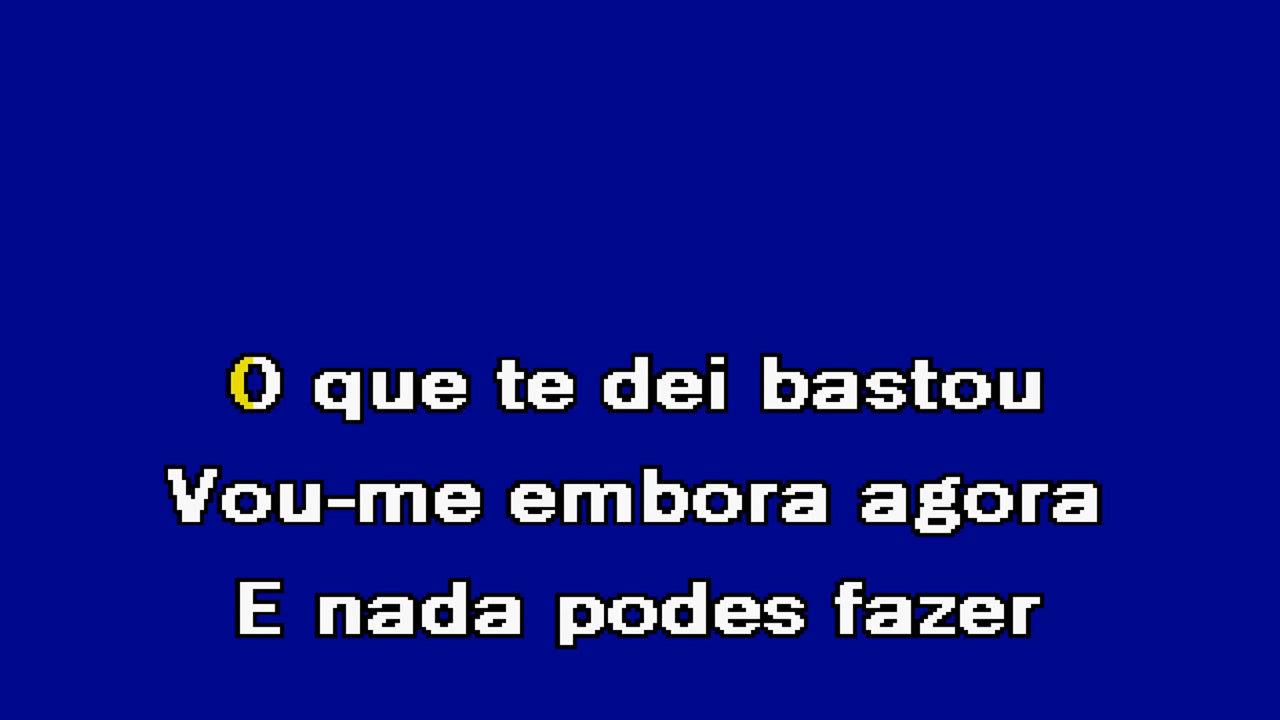 O que te dei bastou
Vou-me embora agora
E nada podes fazer